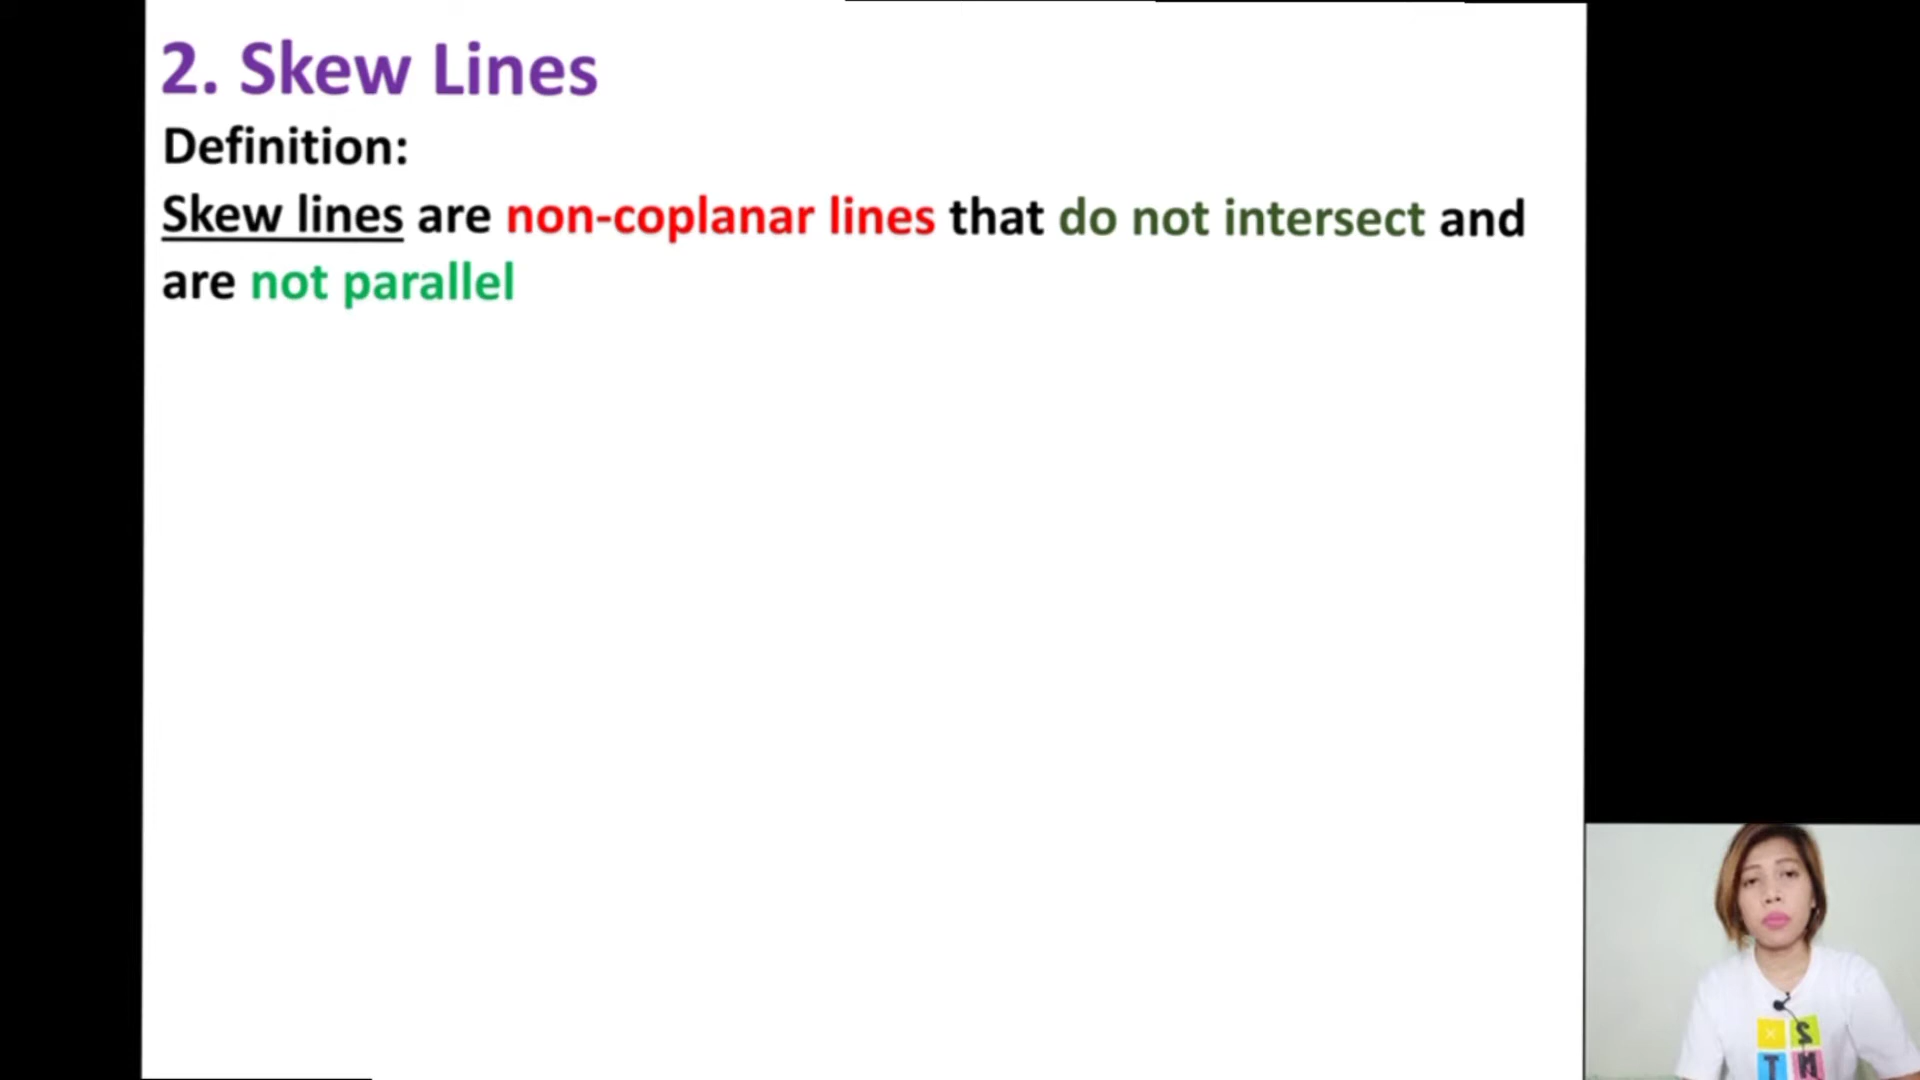 2. Skew Lines
Definition:
Skew lines are non-coplanar lines that do not intersect and
are not parallel